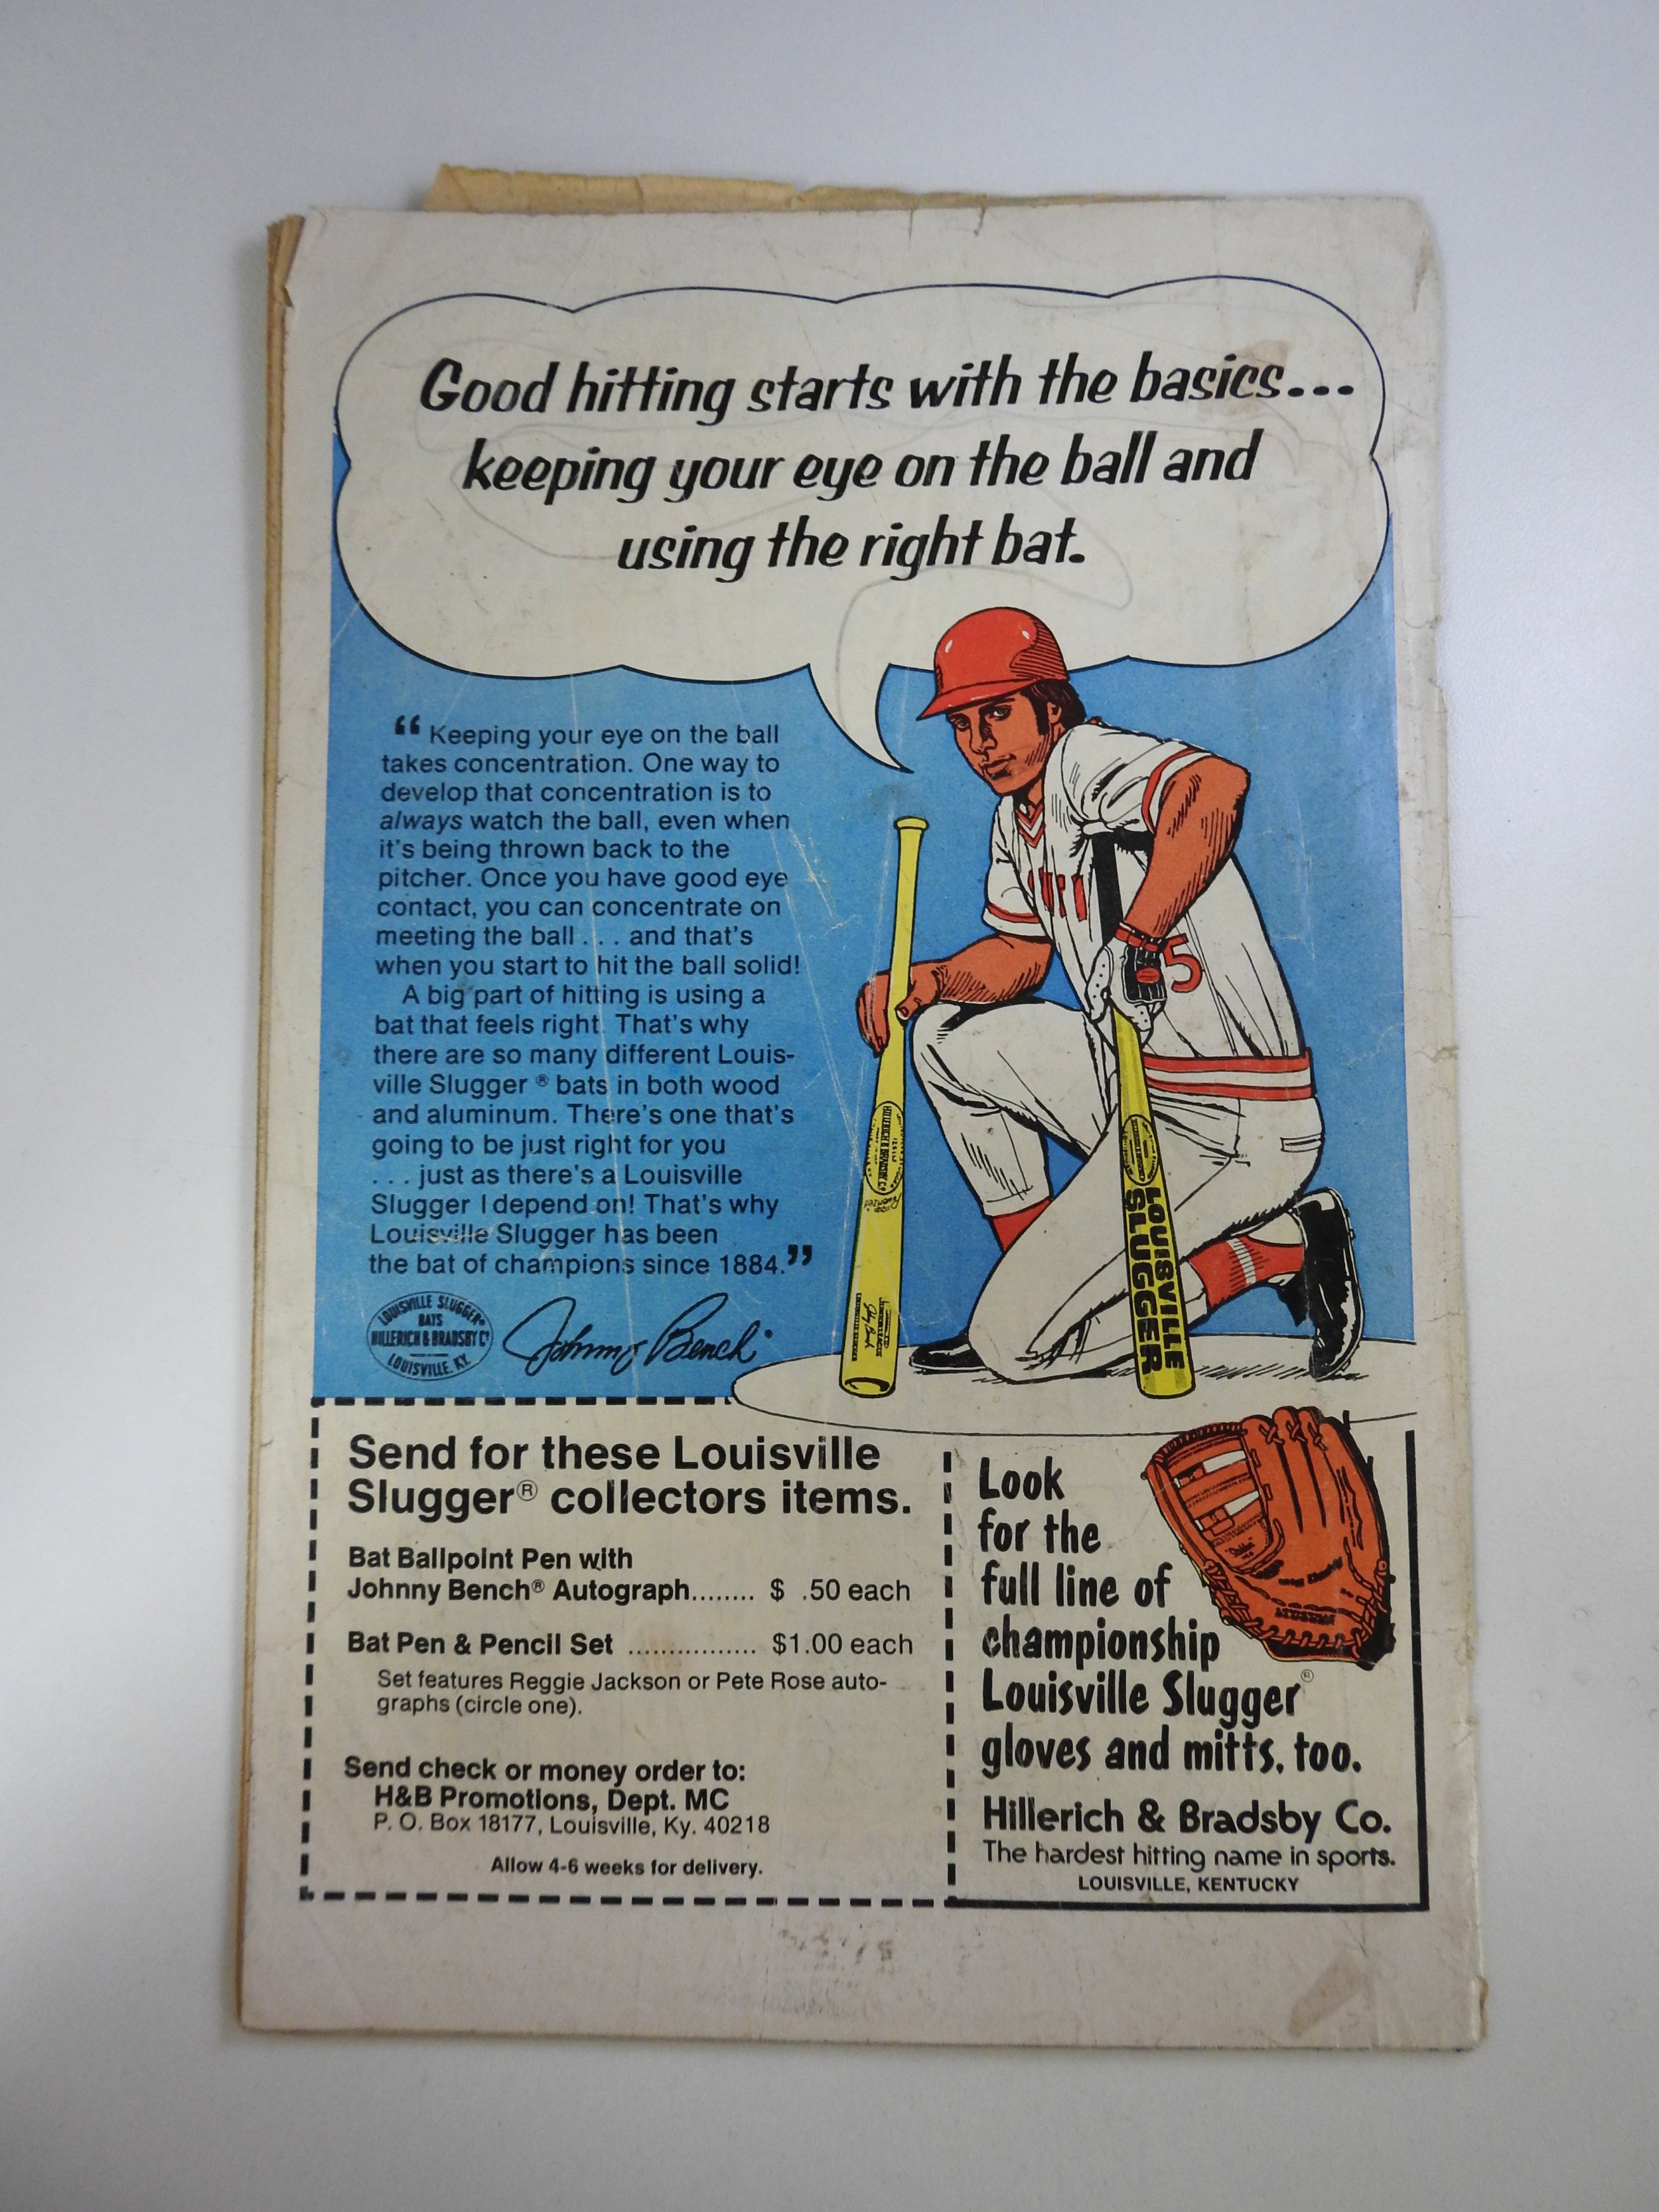 Good hitting starts with the basics...
keeping your eye on the ball and
using the right bat.
“Keeping your eye on the ball
takes concentration. One way to
develop that concentration is to
always watch the ball, even when
it's being thrown back to the
pitcher. Once you have good eye
contact, you can concentrate on
meeting the ball . . . and that's
when you start to hit the ball solid!
A big part of hitting is using a
bat that feels right. That's why
there are so many different Louis-
ville Slugger ® bats in both wood
and aluminum. There's one that's
going to be just right for you
. . . just as there's a Louisville
Slugger I depend on! That's why
Louisville Slugger has been
the bat of champions since 1884.”
LOUISVILLE SLUGGER®
BATS
HILLERICH & BRADSBY Co
LOUISVILLE, KY.
Johnny Bench
5
HILLERICH & BRADSBY Co
LOUISVILLE
SLUGGER
Send for these Louisville
Slugger® collectors items.
Bat Ballpoint Pen with
Johnny Bench® Autograph........ $ .50 each
Bat Pen & Pencil Set ................ $1.00 each
Set features Reggie Jackson or Pete Rose auto-
graphs (circle one).
Send check or money order to:
H&B Promotions, Dept. MC
P. O. Box 18177, Louisville, Ky. 40218
Allow 4-6 weeks for delivery.
Look
for the
full line of
championship
Louisville Slugger®
gloves and mitts, too.
Hillerich & Bradsby Co.
The hardest hitting name in sports.
LOUISVILLE, KENTUCKY